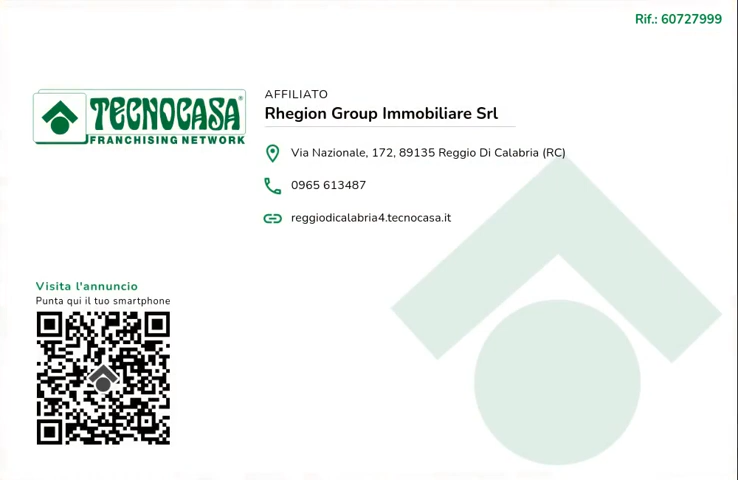 Rif.: 60727999
TECNOCASA
FRANCHISING NETWORK
AFFILIATO
Rhegion Group Immobiliare Srl
Via Nazionale, 172, 89135 Reggio Di Calabria (RC)
0965 613487
reggiodicalabria4.tecnocasa.it
Visita l'annuncio
Punta qui il tuo smartphone